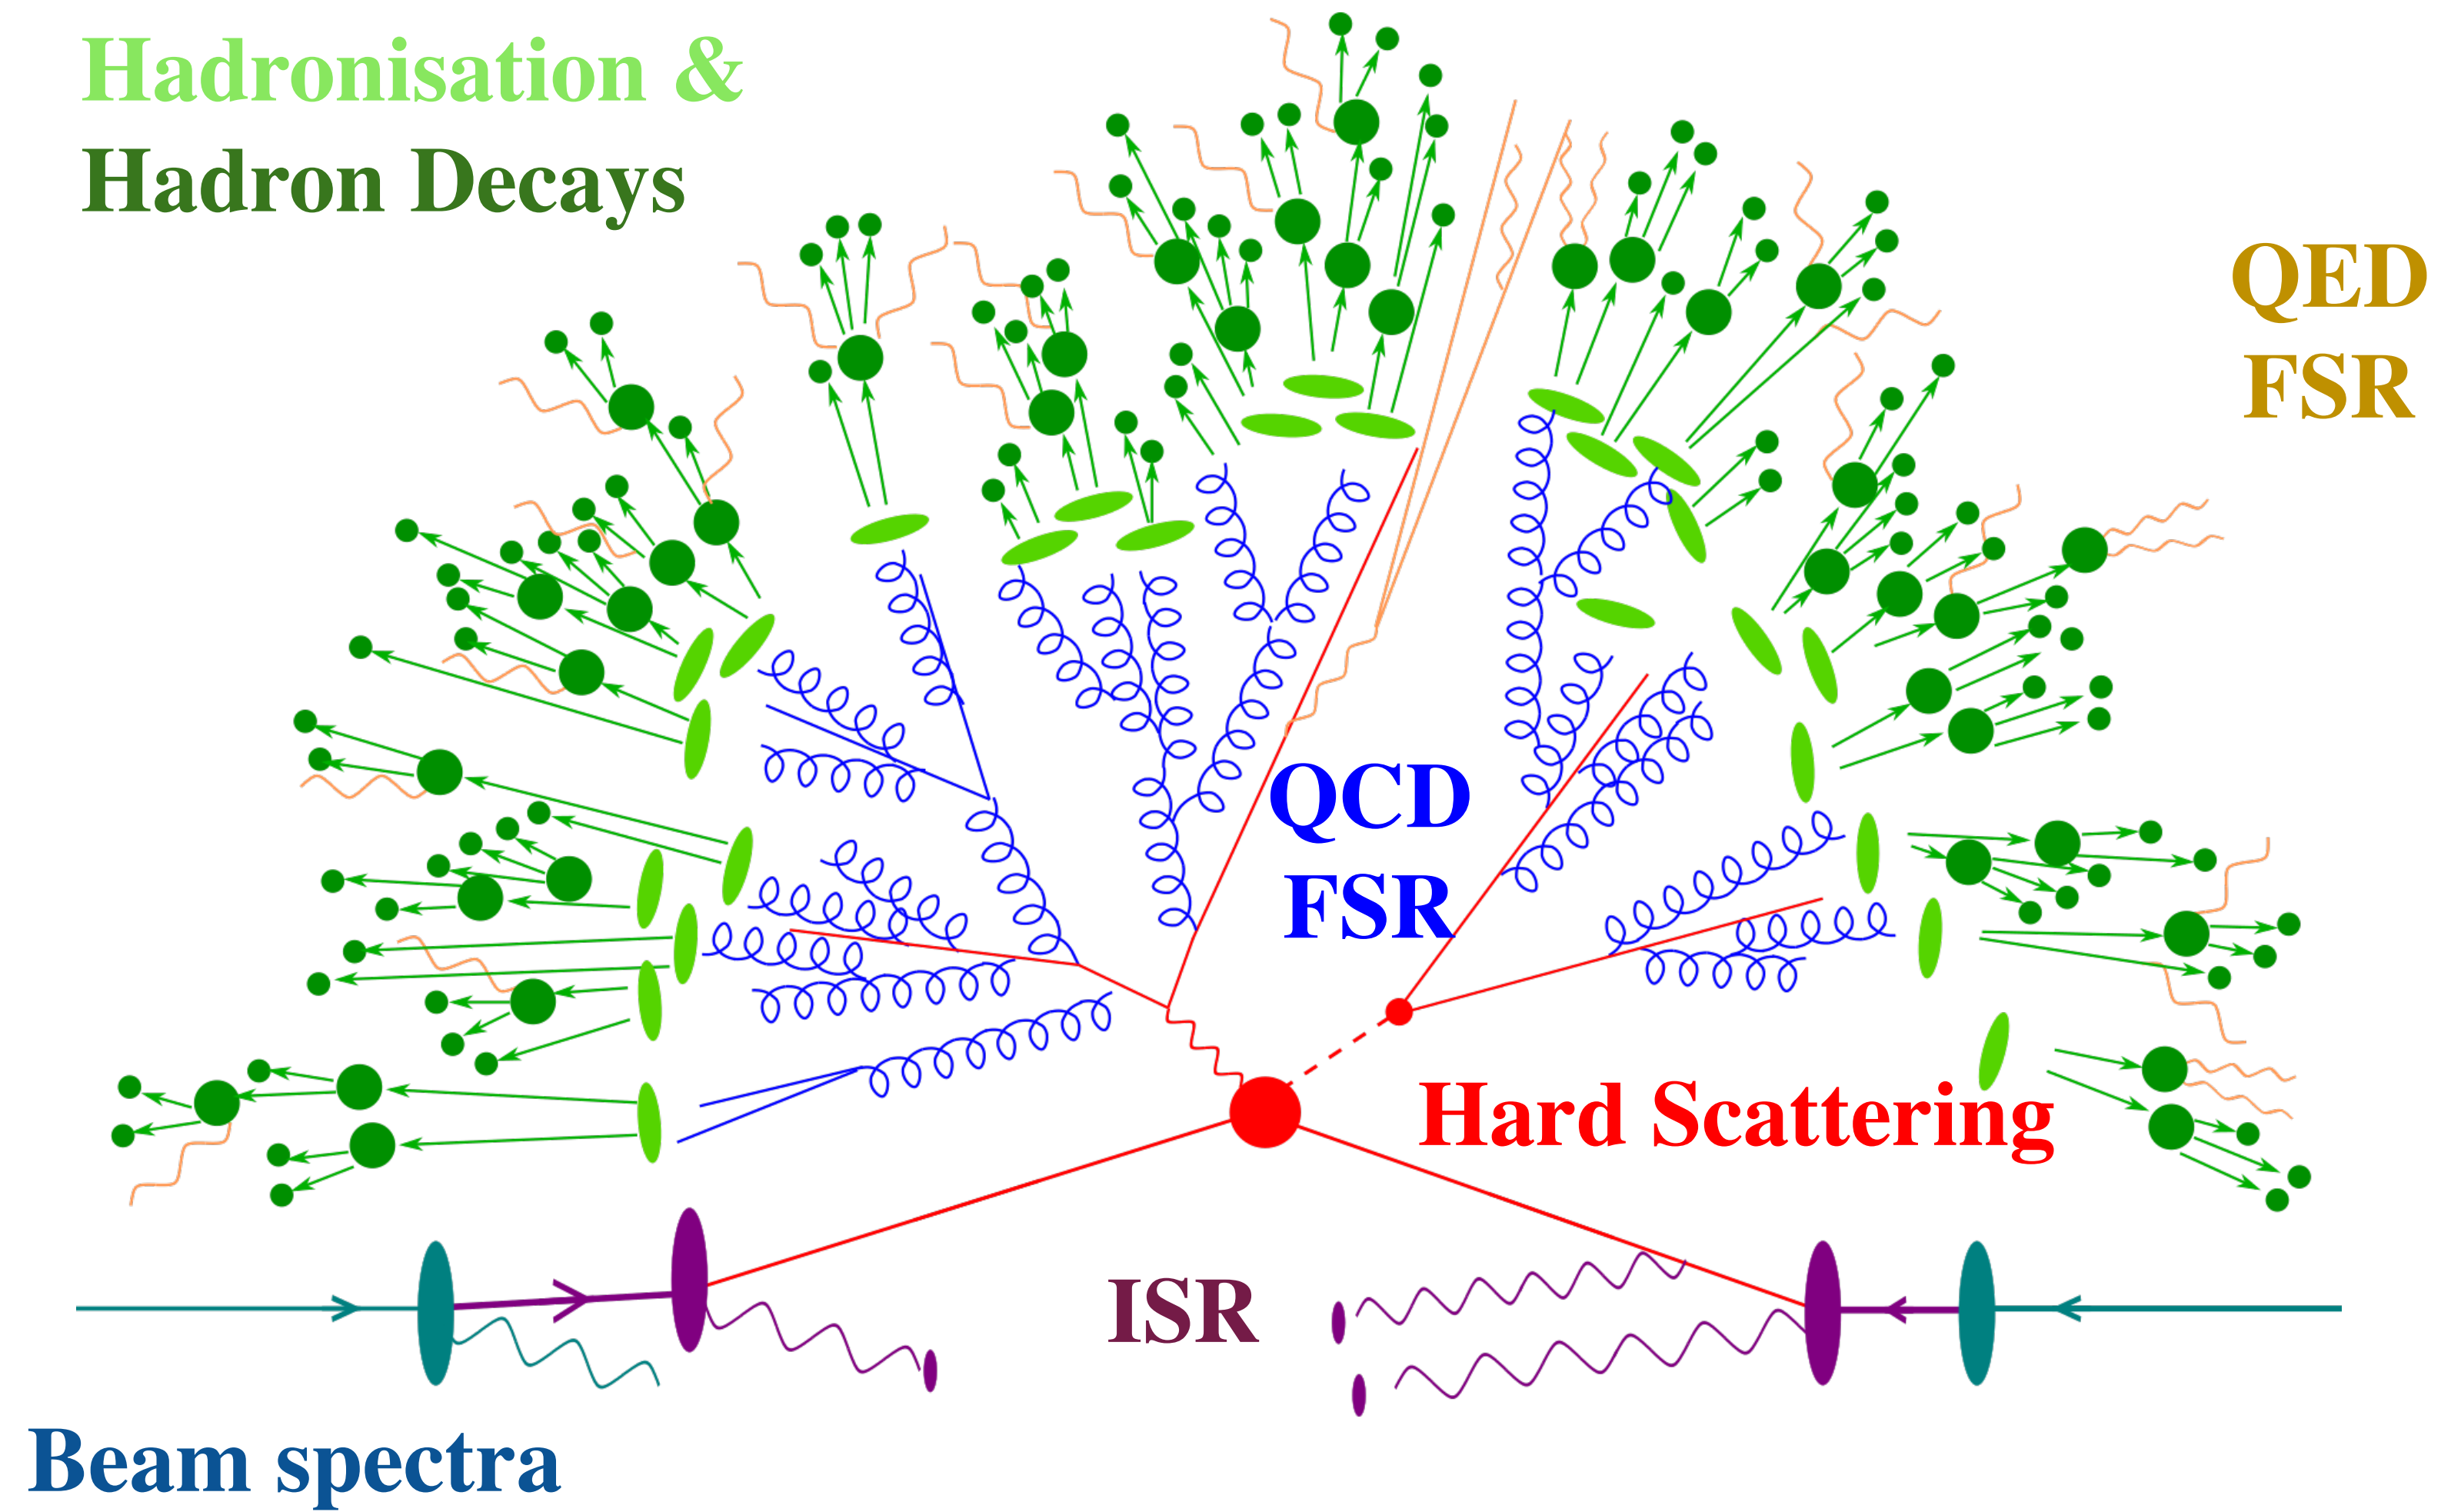 Hadronisation &
Hadron Decays
QED
FSR
QCD
FSR
Hard Scattering
ISR
Beam spectra